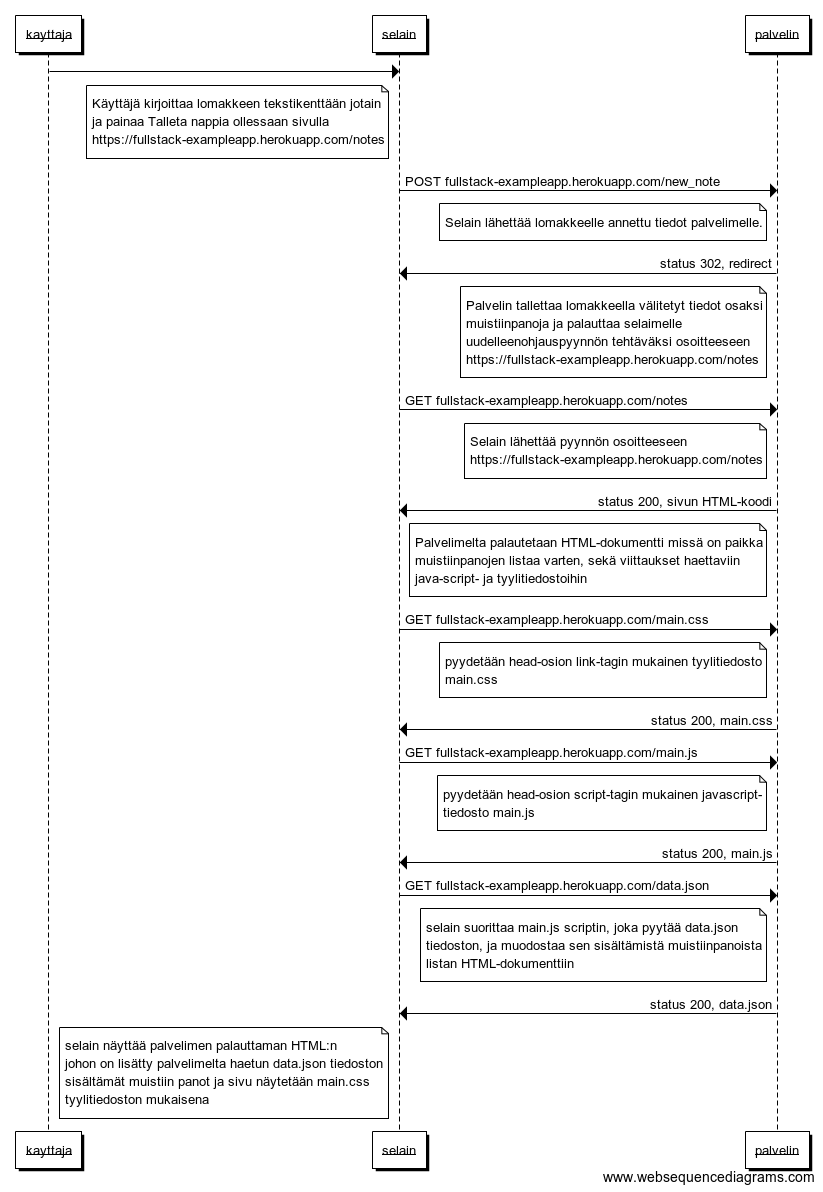 kayttaja
selain
palvelin
Käyttäjä kirjoittaa lomakkeen tekstikenttään jotain
ja painaa Talleta nappia ollessaan sivulla
https://fullstack-exampleapp.herokuapp.com/notes
POST fullstack-exampleapp.herokuapp.com/new_note
Selain lähettää lomakkeelle annettu tiedot palvelimelle.
status 302, redirect
Palvelin tallettaa lomakkeella välitetyt tiedot osaksi
muistiinpanoja ja palauttaa selaimelle
uudelleenohjauspyynnön tehtäväksi osoitteeseen
https://fullstack-exampleapp.herokuapp.com/notes
GET fullstack-exampleapp.herokuapp.com/notes
Selain lähettää pyynnön osoitteeseen
https://fullstack-exampleapp.herokuapp.com/notes
status 200, sivun HTML-koodi
Palvelimelta palautetaan HTML-dokumentti missä on paikka
muistiinpanojen listaa varten, sekä viittaukset haettaviin
java-script- ja tyylitiedostoihin
GET fullstack-exampleapp.herokuapp.com/main.css
pyydetään head-osion link-tagin mukainen tyylitiedosto
main.css
status 200, main.css
GET fullstack-exampleapp.herokuapp.com/main.js
pyydetään head-osion script-tagin mukainen javascript-
tiedosto main.js
status 200, main.js
GET fullstack-exampleapp.herokuapp.com/data.json
selain suorittaa main.js scriptin, joka pyytää data.json
tiedoston, ja muodostaa sen sisältämistä muistiinpanoista
listan HTML-dokumenttiin
status 200, data.json
selain näyttää palvelimen palauttaman HTML:n
johon on lisätty palvelimelta haetun data.json tiedoston
sisältämät muistiin panot ja sivu näytetään main.css
tyylitiedoston mukaisena
kayttaja
selain
palvelin
www.websequencediagrams.com